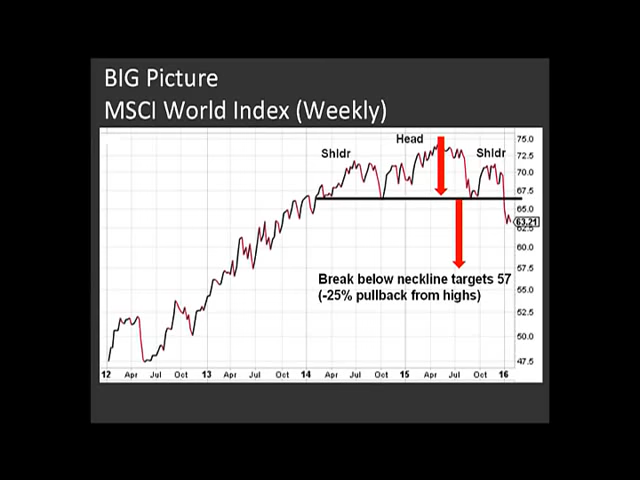 BIG Picture
MSCI World Index (Weekly)
Head
Shldr
Shldr
75.0
72.5
70.0
67.5
65.0
63.21
62.5
60.0
57.5
55.0
52.5
50.0
47.5
Break below neckline targets 57
(-25% pullback from highs)
12 Apr Jul Oct 13 Apr Jul Oct 14 Apr Jul Oct 15 Apr Jul Oct 16